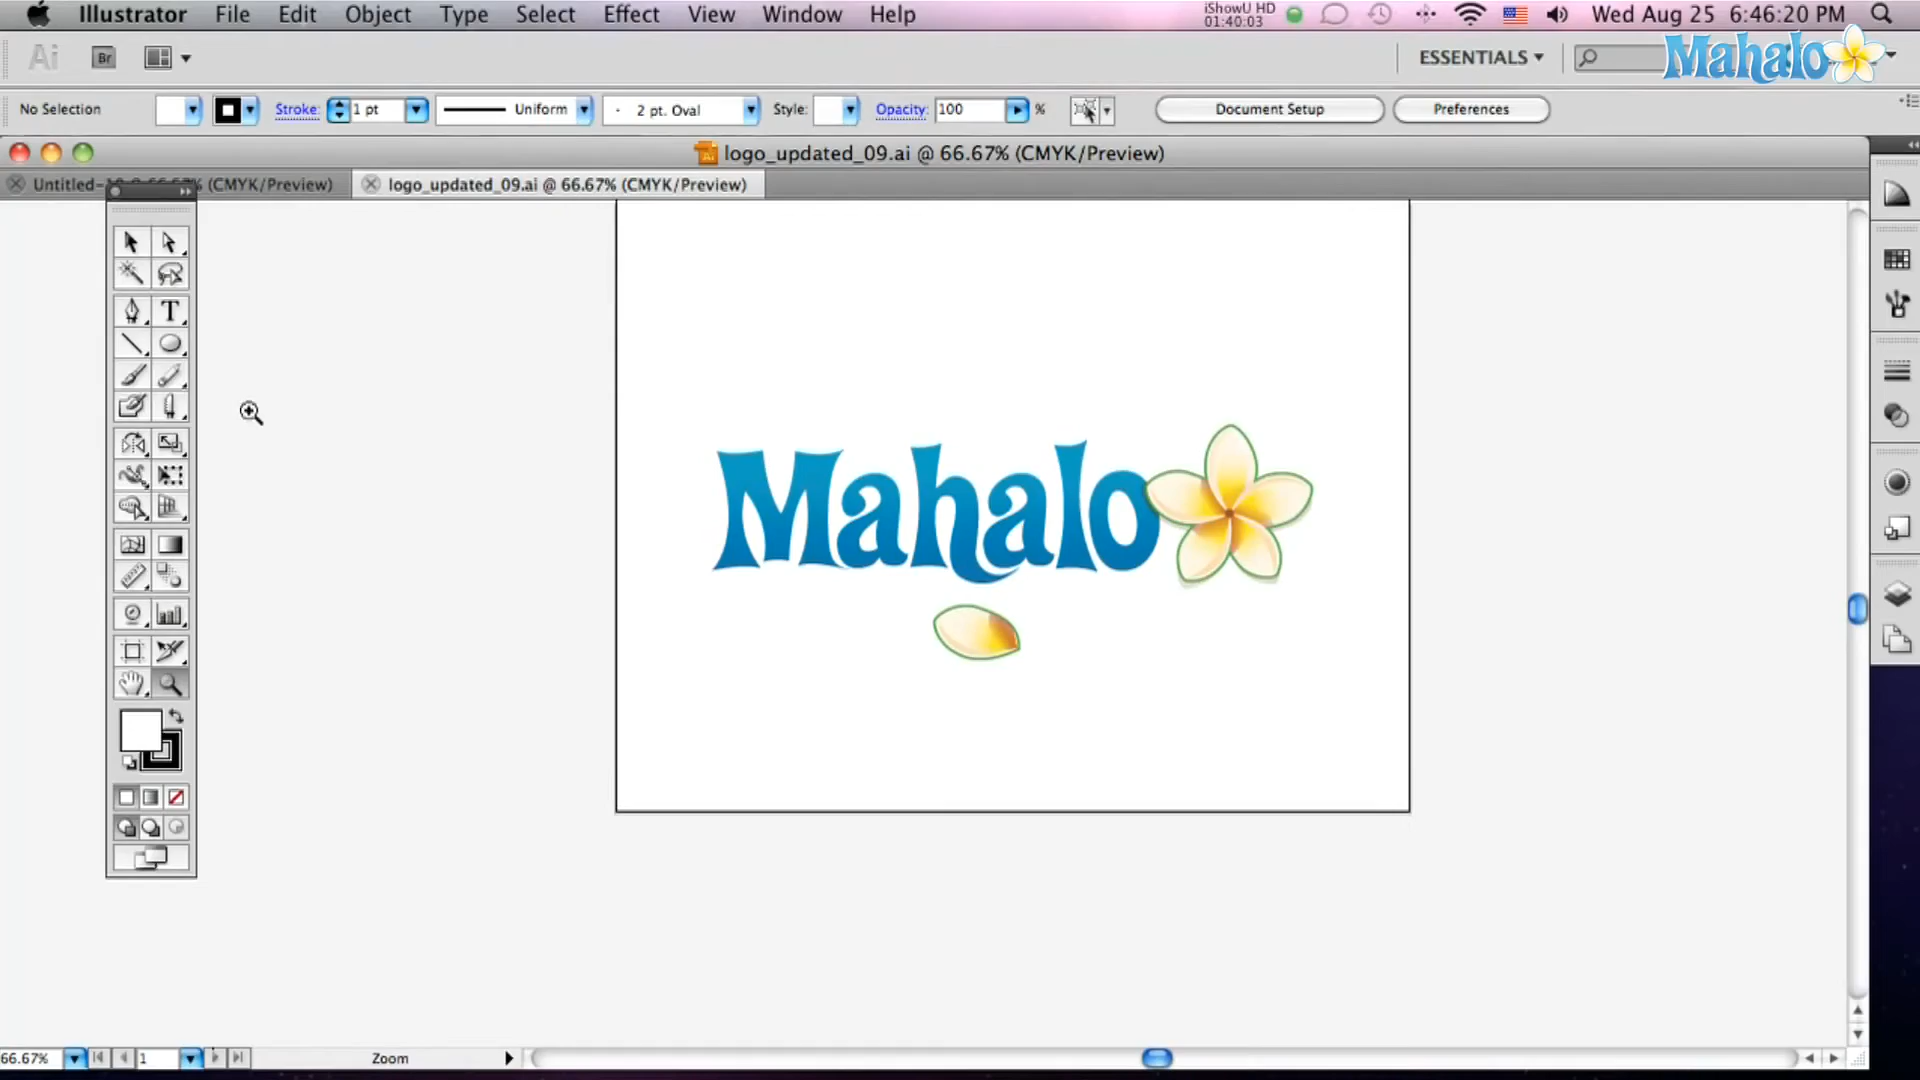 Illustrator File Edit Object Type Select Effect View Window Help iShowU HD 01:40:03 Wed Aug 25 6:46:20 PM
Ai Br ESSENTIALS Mahalo
No Selection Stroke: 1 pt Uniform 2 pt. Oval Style: Opacity: 100 % Document Setup Preferences
logo_updated_09.ai @ 66.67% (CMYK/Preview)
% (CMYK/Preview) logo_updated_09.ai @ 66.67% (CMYK/Preview)
T
Mahalo
66.67% 1 Zoom